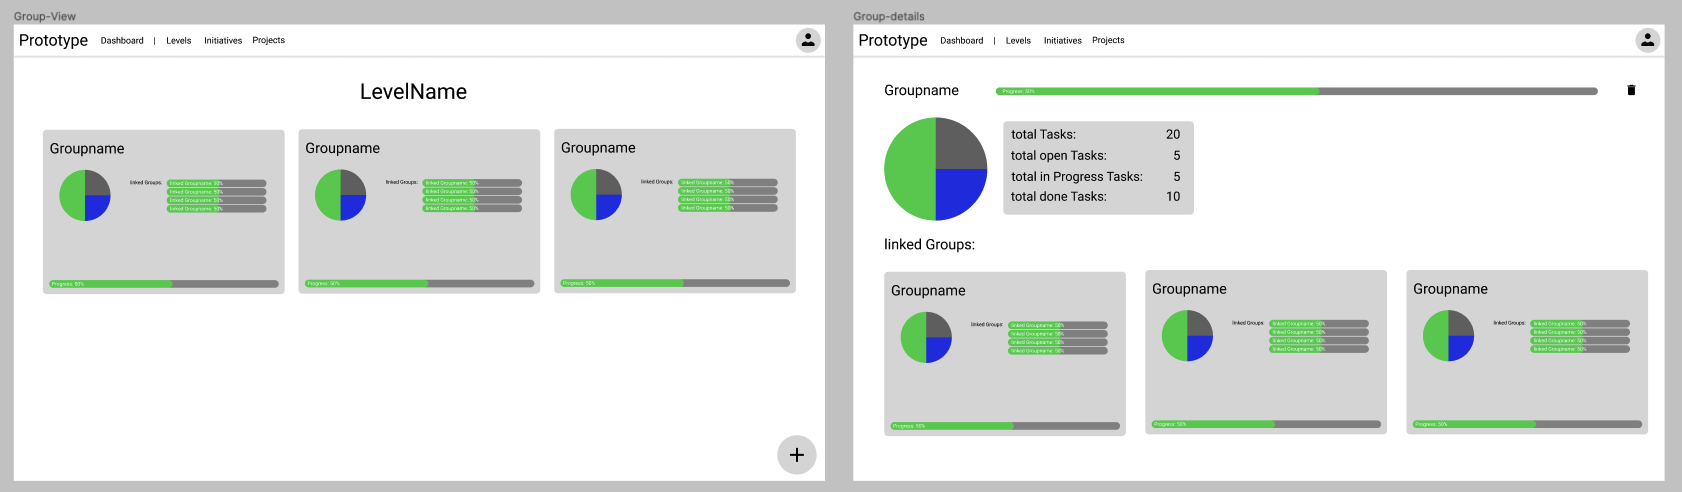 Group-View
Prototype Dashboard | Levels Initiatives Projects
LevelName
Groupname
linked Groups:
linked Groupname: 50%
linked Groupname: 50%
linked Groupname: 50%
linked Groupname: 50%
Progress: 50%
Groupname
linked Groups:
linked Groupname: 50%
linked Groupname: 50%
linked Groupname: 50%
linked Groupname: 50%
Progress: 50%
Groupname
linked Groups:
linked Groupname: 50%
linked Groupname: 50%
linked Groupname: 50%
linked Groupname: 50%
Progress: 50%
Group-details
Prototype Dashboard | Levels Initiatives Projects
Groupname
Progress: 50%
total Tasks: 20
total open Tasks: 5
total in Progress Tasks: 5
total done Tasks: 10
linked Groups:
Groupname
linked Groups:
linked Groupname: 50%
linked Groupname: 50%
linked Groupname: 50%
linked Groupname: 50%
Progress: 50%
Groupname
linked Groups:
linked Groupname: 50%
linked Groupname: 50%
linked Groupname: 50%
linked Groupname: 50%
Progress: 50%
Groupname
linked Groups:
linked Groupname: 50%
linked Groupname: 50%
linked Groupname: 50%
linked Groupname: 50%
Progress: 50%